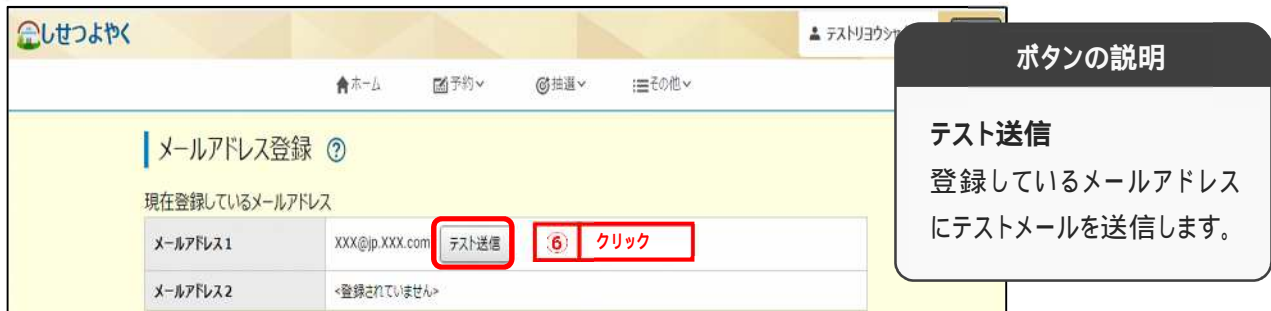 しせつよやく
テストリヨウシャ
ホーム 予約 抽選 その他
メールアドレス登録 ?
現在登録しているメールアドレス
メールアドレス1 XXX@jp.XXX.com テスト送信 ⑥ クリック
メールアドレス2 <登録されていません>
ボタンの説明
テスト送信
登録しているメールアドレス
にテストメールを送信します。